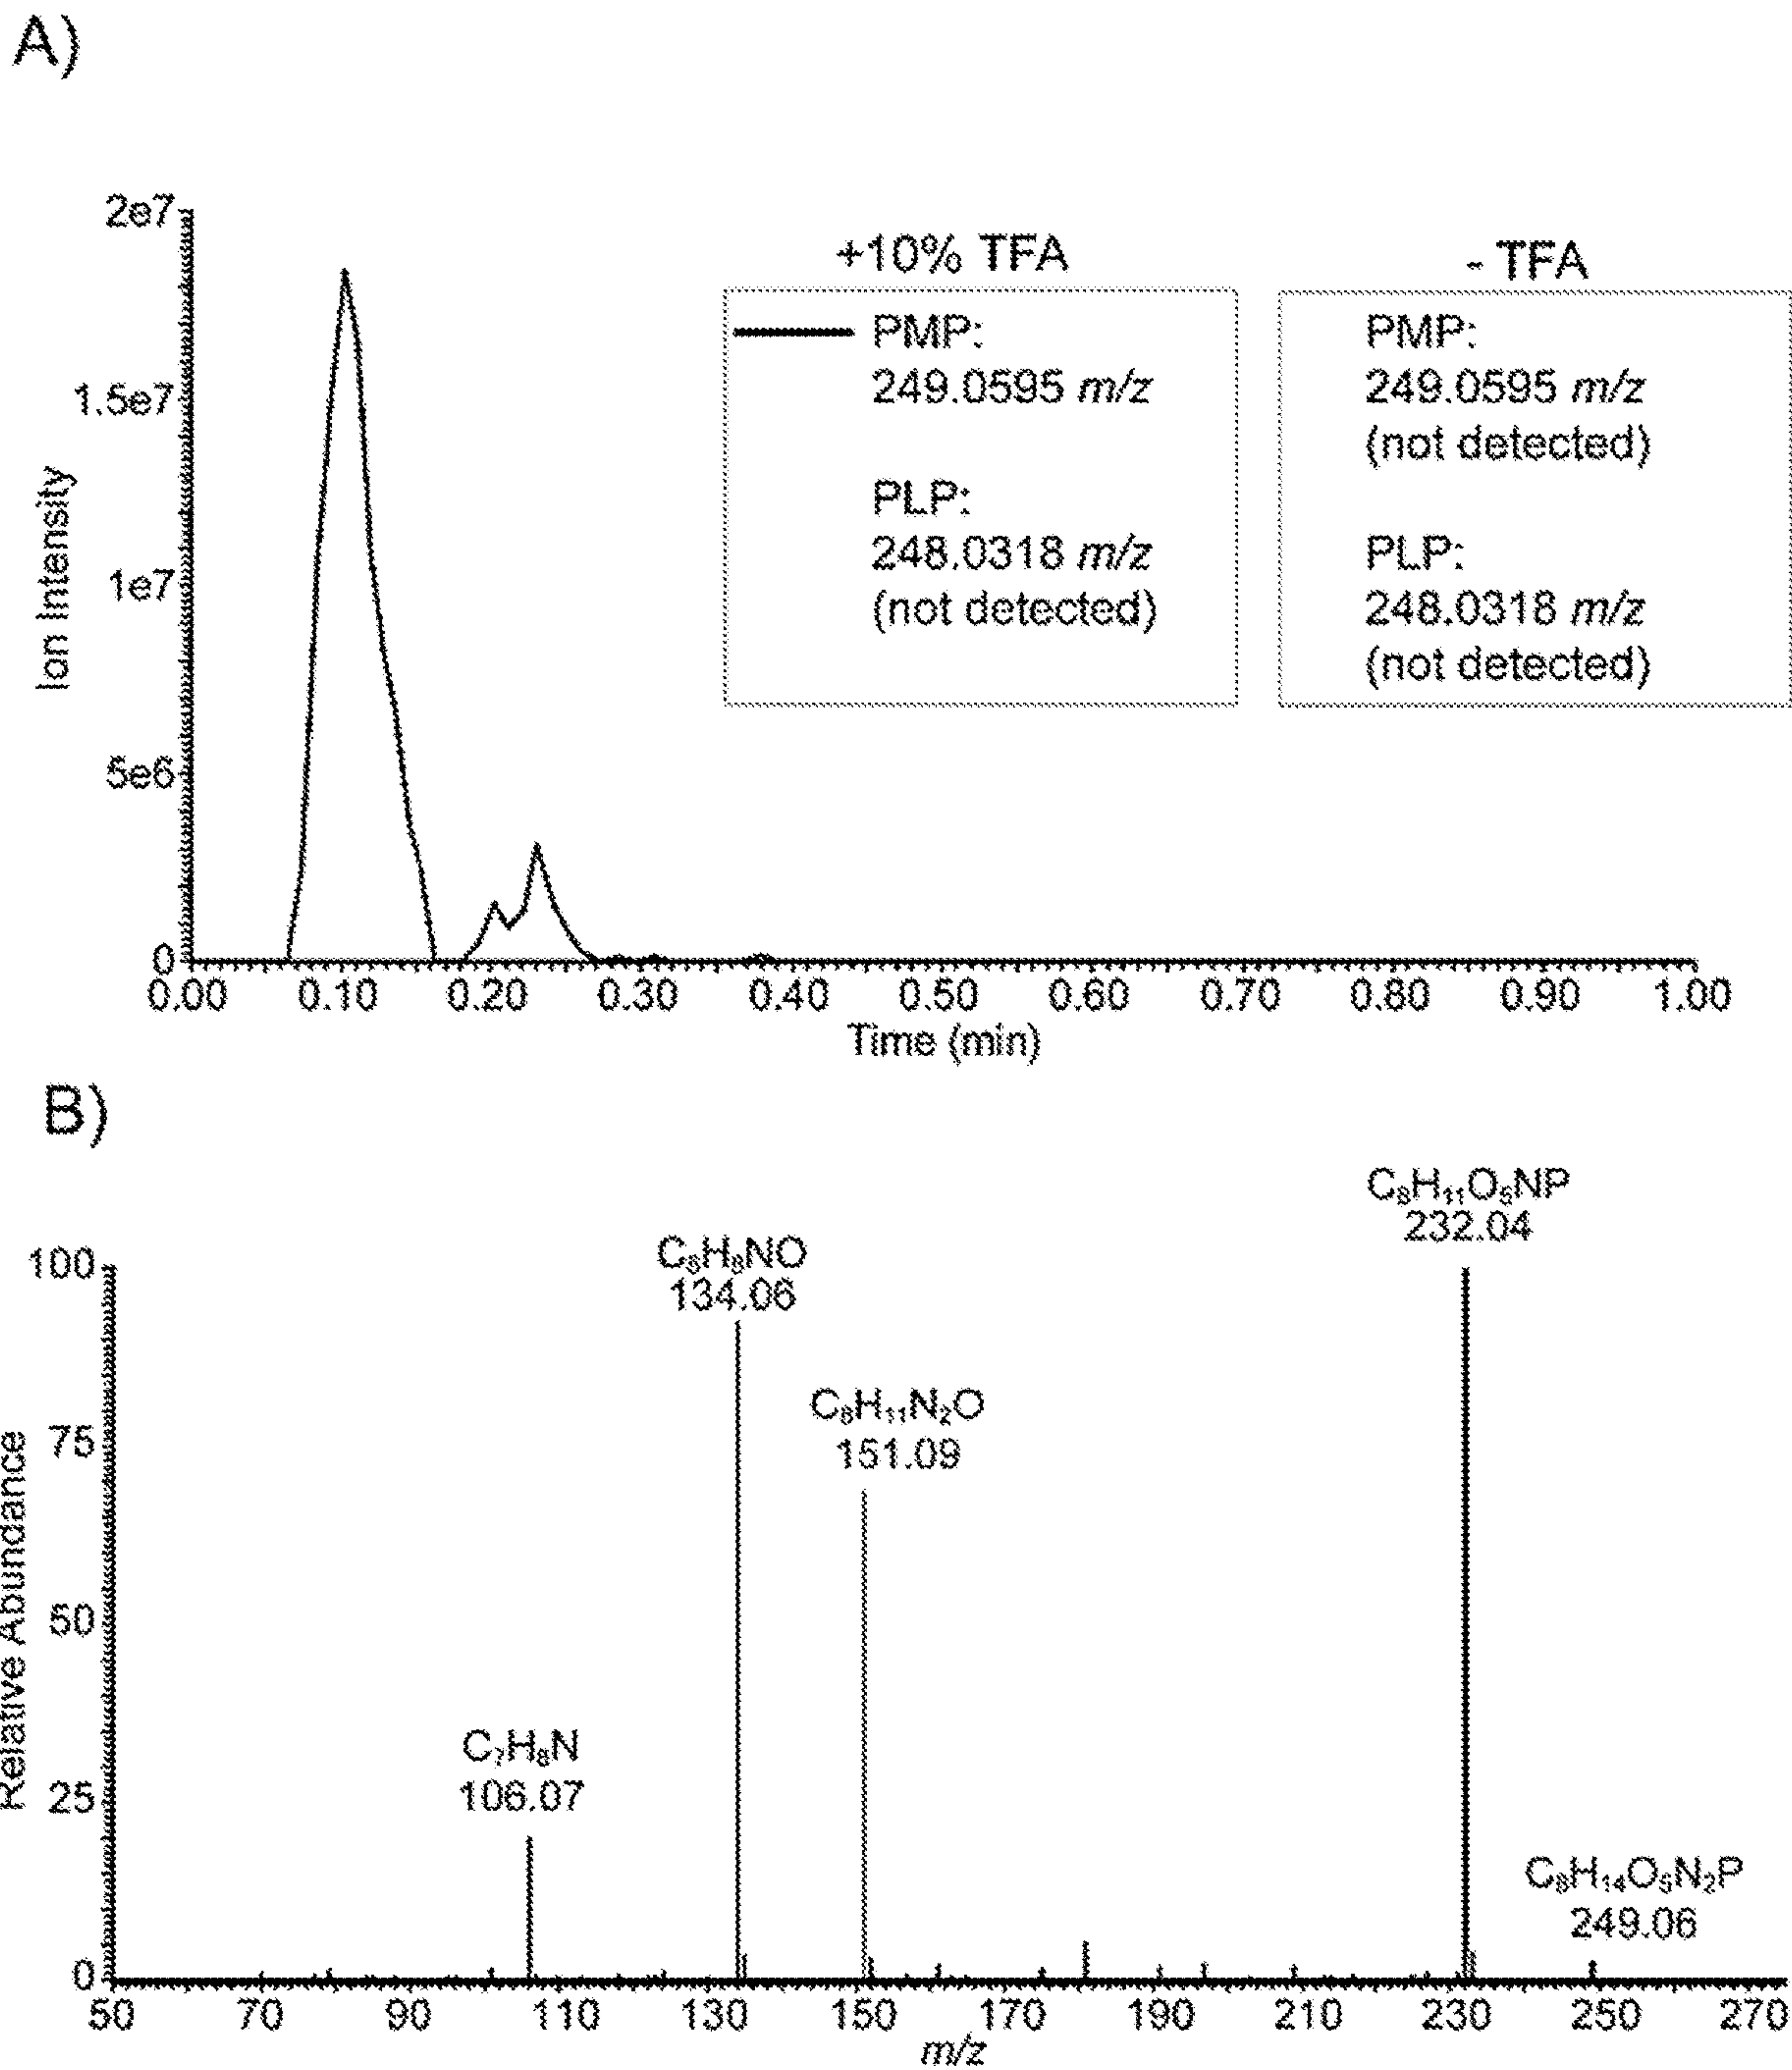 A)
2e7
1.5e7
1e7
5e6
0
Ion Intensity
+10% TFA
PMP:
249.0595 m/z
PLP:
248.0318 m/z
(not detected)
- TFA
PMP:
249.0595 m/z
(not detected)
PLP:
248.0318 m/z
(not detected)
0.00 0.10 0.20 0.30 0.40 0.50 0.60 0.70 0.80 0.90 1.00
Time (min)
B)
100
75
50
25
0
Relative Abundance
C₇H₈N
106.07
C₈H₈NO
134.06
C₈H₁₁N₂O
151.09
C₈H₁₁O₅NP
232.04
C₈H₁₄O₅N₂P
249.06
50 70 90 110 130 150 170 190 210 230 250 270
m/z